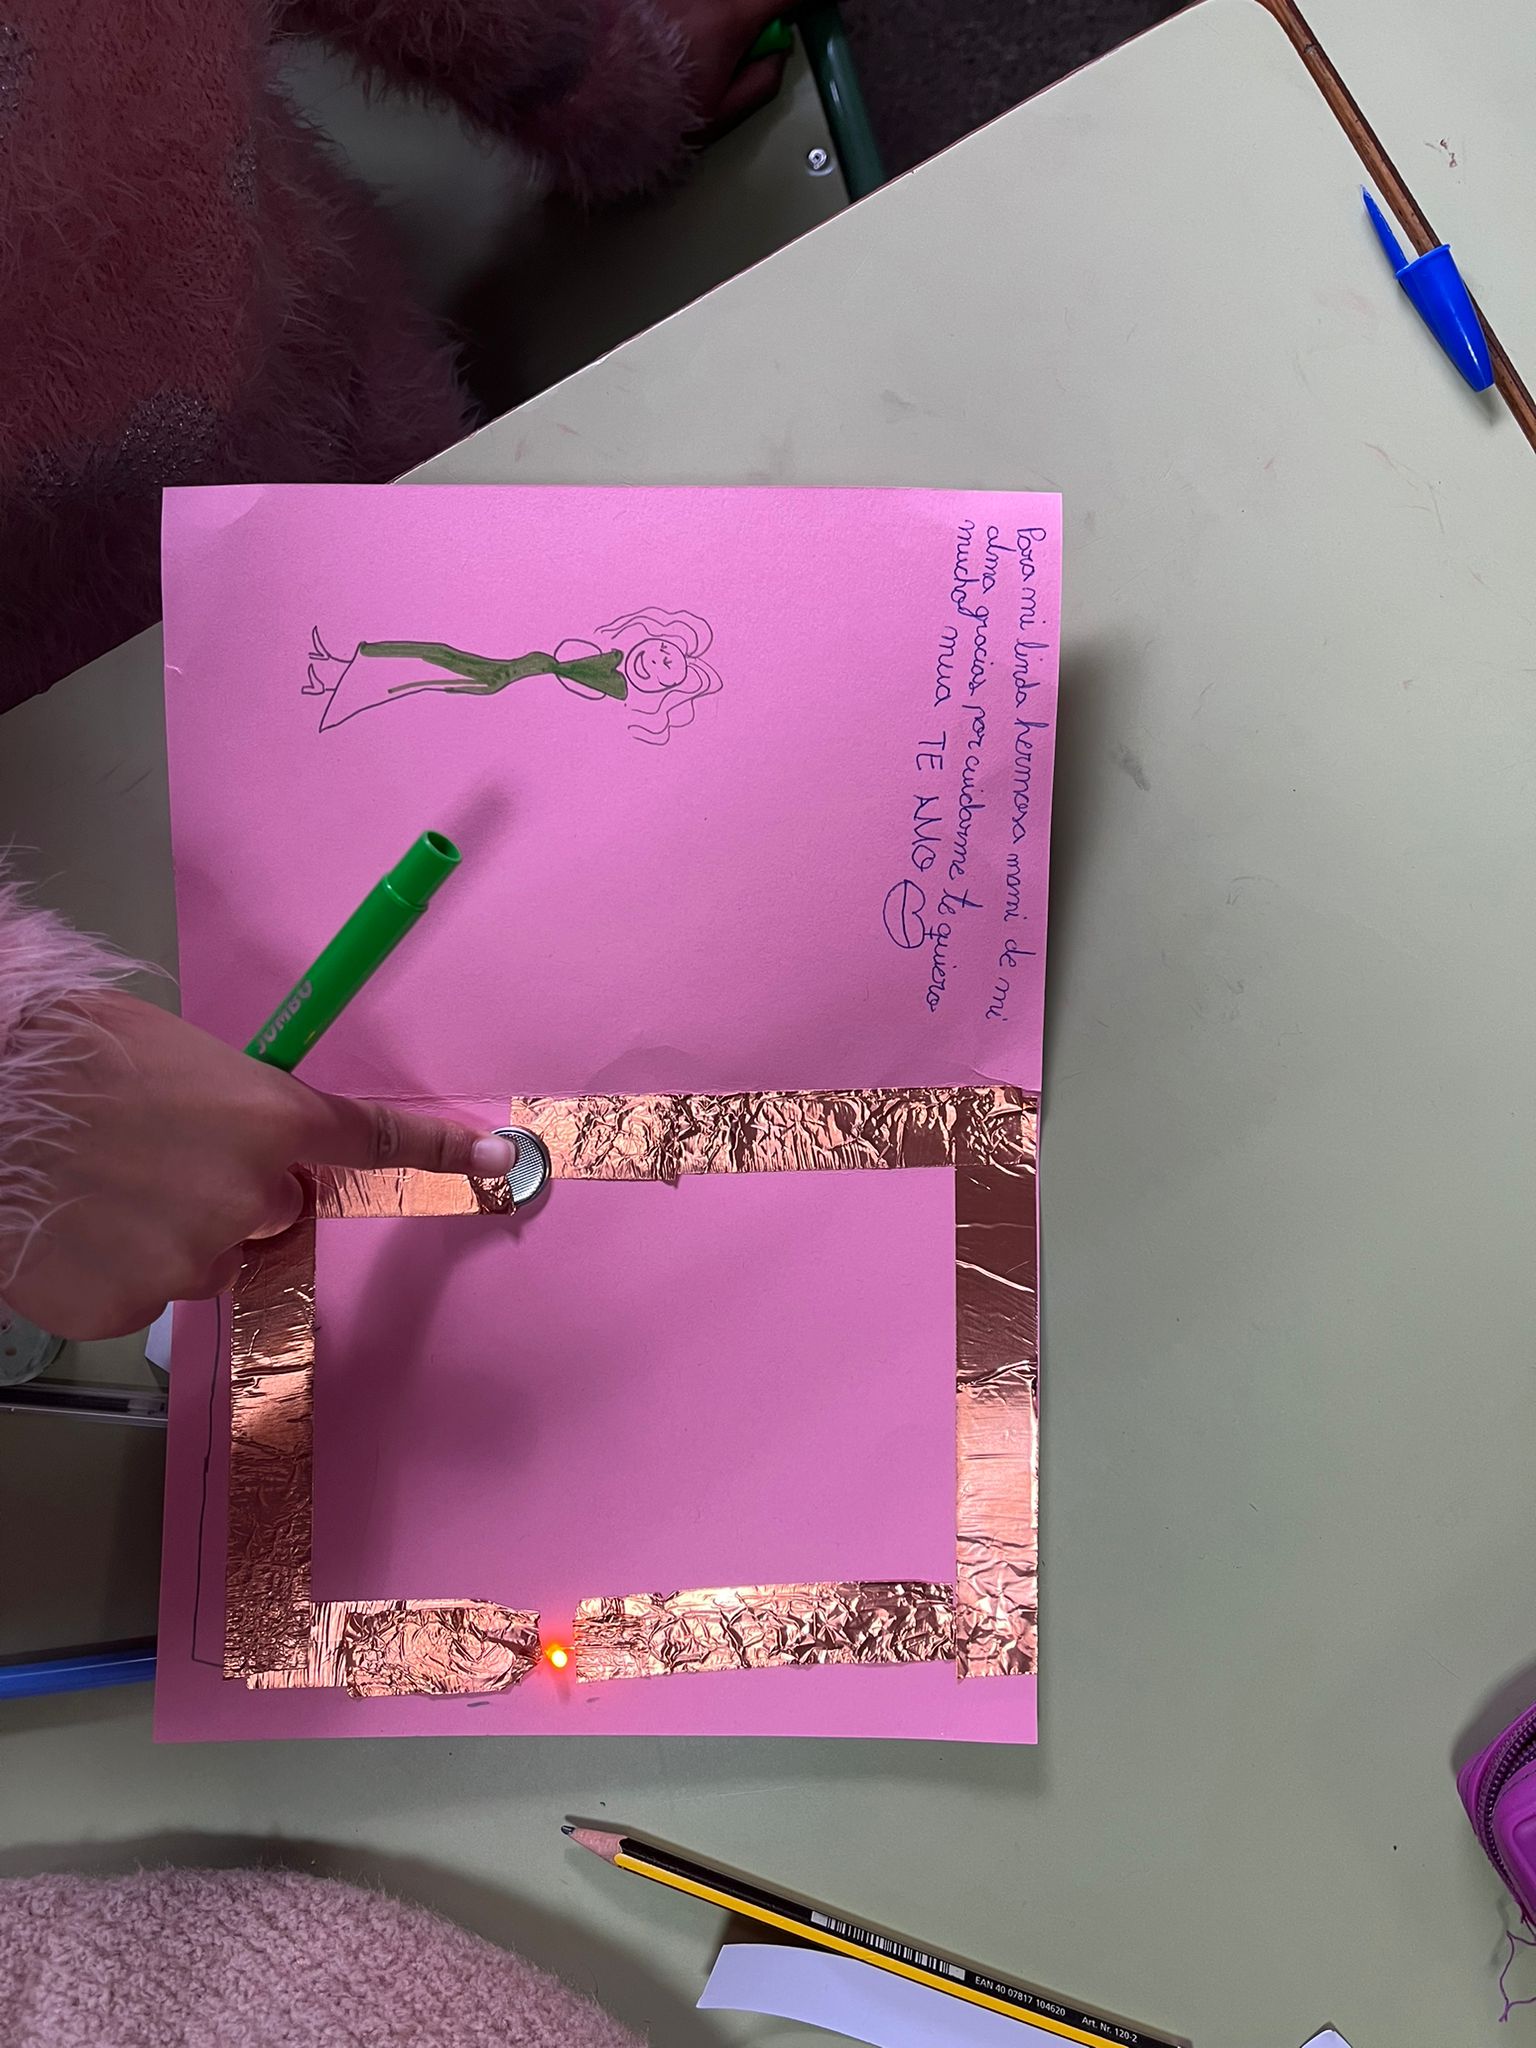 Para mi linda hermosa mami de mi
alma gracias por cuidarme te quiero
mucho mua TE AMO
JUMBO
EAN 40 07817 104620
Art. Nr. 120-2